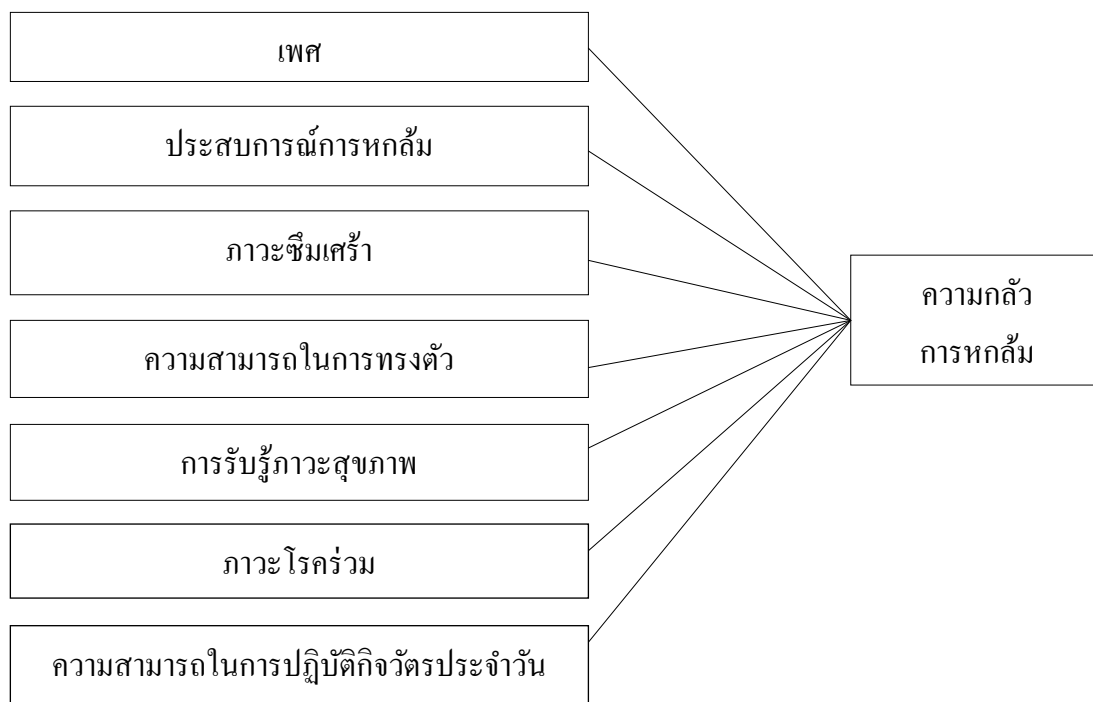 เพศ
ประสบการณ์การหกล้ม
ภาวะซึมเศร้า
ความสามารถในการทรงตัว
การรับรู้ภาวะสุขภาพ
ภาวะโรคร่วม
ความสามารถในการปฏิบัติกิจวัตรประจำวัน
ความกลัว
การหกล้ม